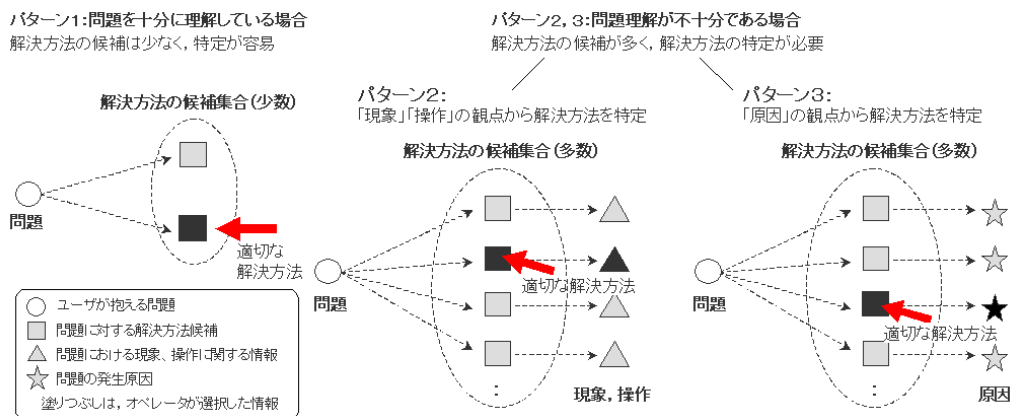 パターン1:問題を十分に理解している場合
解決方法の候補は少なく,特定が容易
解決方法の候補集合(少数)
問題
適切な
解決方法
パターン2,3:問題理解が不十分である場合
解決方法の候補が多く,解決方法の特定が必要
パターン2:
「現象」「操作」の観点から解決方法を特定
解決方法の候補集合(多数)
問題
適切な解決方法
:
現象,操作
パターン3:
「原因」の観点から解決方法を特定
解決方法の候補集合(多数)
問題
適切な解決方法
:
原因
ユーザが抱える問題
問題に対する解決方法候補
問題における現象、操作に関する情報
問題の発生原因
塗りつぶしは,オペレータが選択した情報